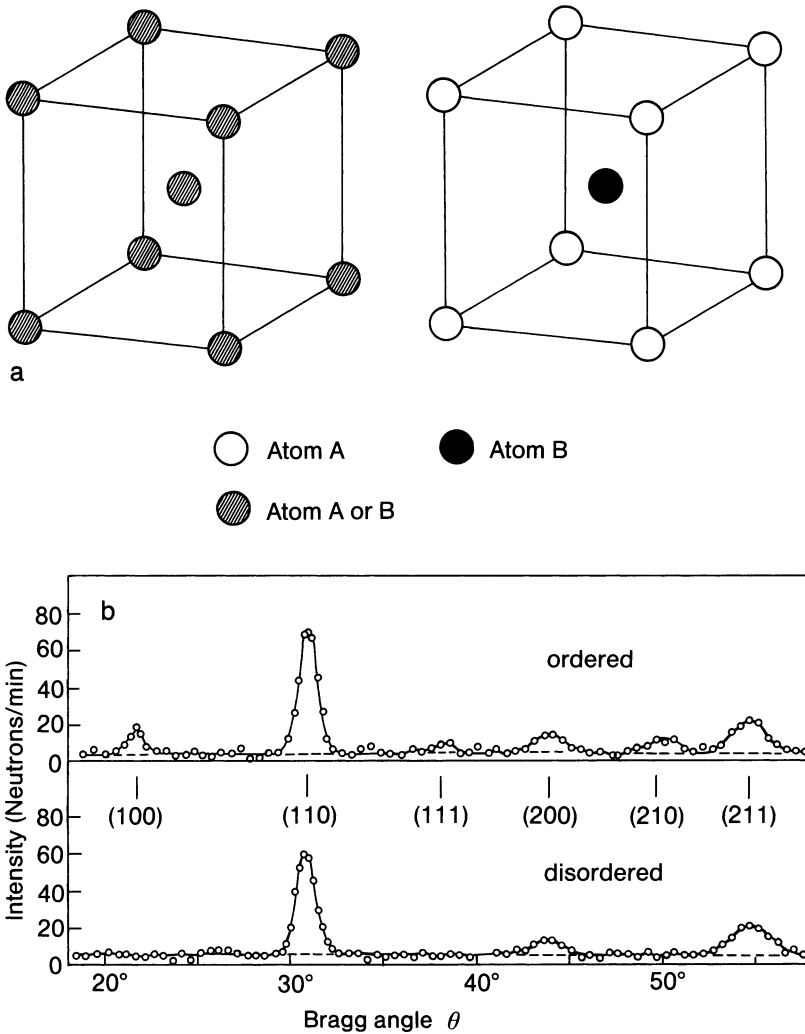 a
Atom A
Atom B
Atom A or B
b
80
60
40
20
0
ordered
Intensity (Neutrons/min)
(100) (110) (111) (200) (210) (211)
80
60
40
20
0
disordered
20° 30° 40° 50°
Bragg angle θ